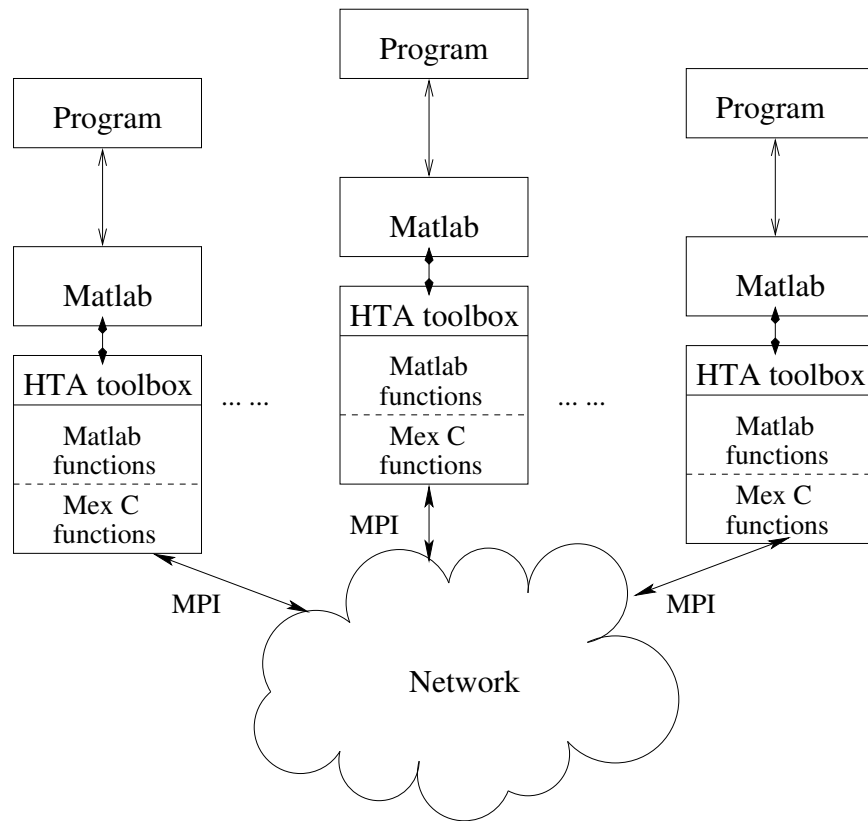 Program
Program
Program
Matlab
Matlab
Matlab
HTA toolbox
HTA toolbox
HTA toolbox
Matlab
functions
... ...
... ...
Matlab
functions
Matlab
functions
Mex C
functions
Mex C
functions
Mex C
functions
MPI
MPI
MPI
Network